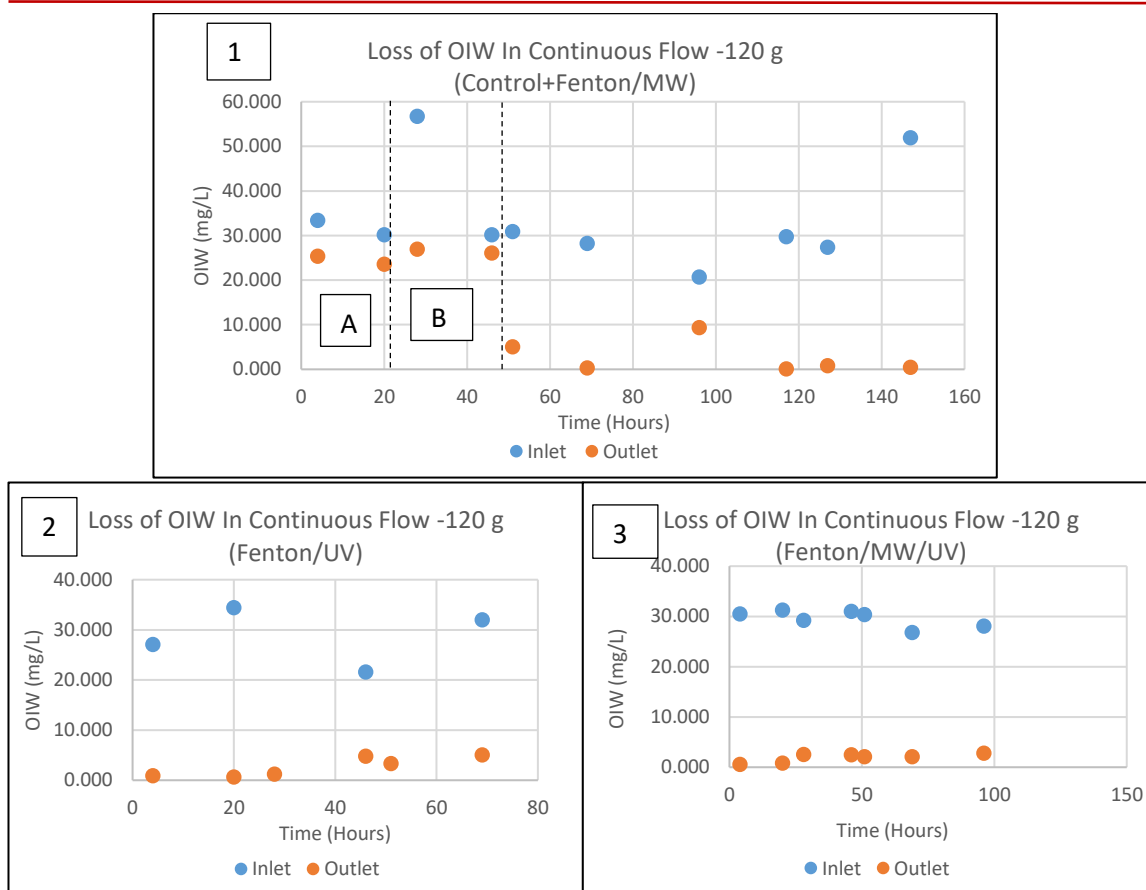 1
Loss of OIW In Continuous Flow -120 g
(Control+Fenton/MW)
60.000
50.000
40.000
30.000
20.000
10.000
0.000
OIW (mg/L)
A
B
0 20 40 60 80 100 120 140 160
Time (Hours)
Inlet Outlet
2
Loss of OIW In Continuous Flow -120 g
(Fenton/UV)
40.000
30.000
20.000
10.000
0.000
OIW (mg/L)
0 20 40 60 80
Time (Hours)
Inlet Outlet
3
Loss of OIW In Continuous Flow -120 g
(Fenton/MW/UV)
40.000
30.000
20.000
10.000
0.000
OIW (mg/L)
0 50 100 150
Time (Hours)
Inlet Outlet